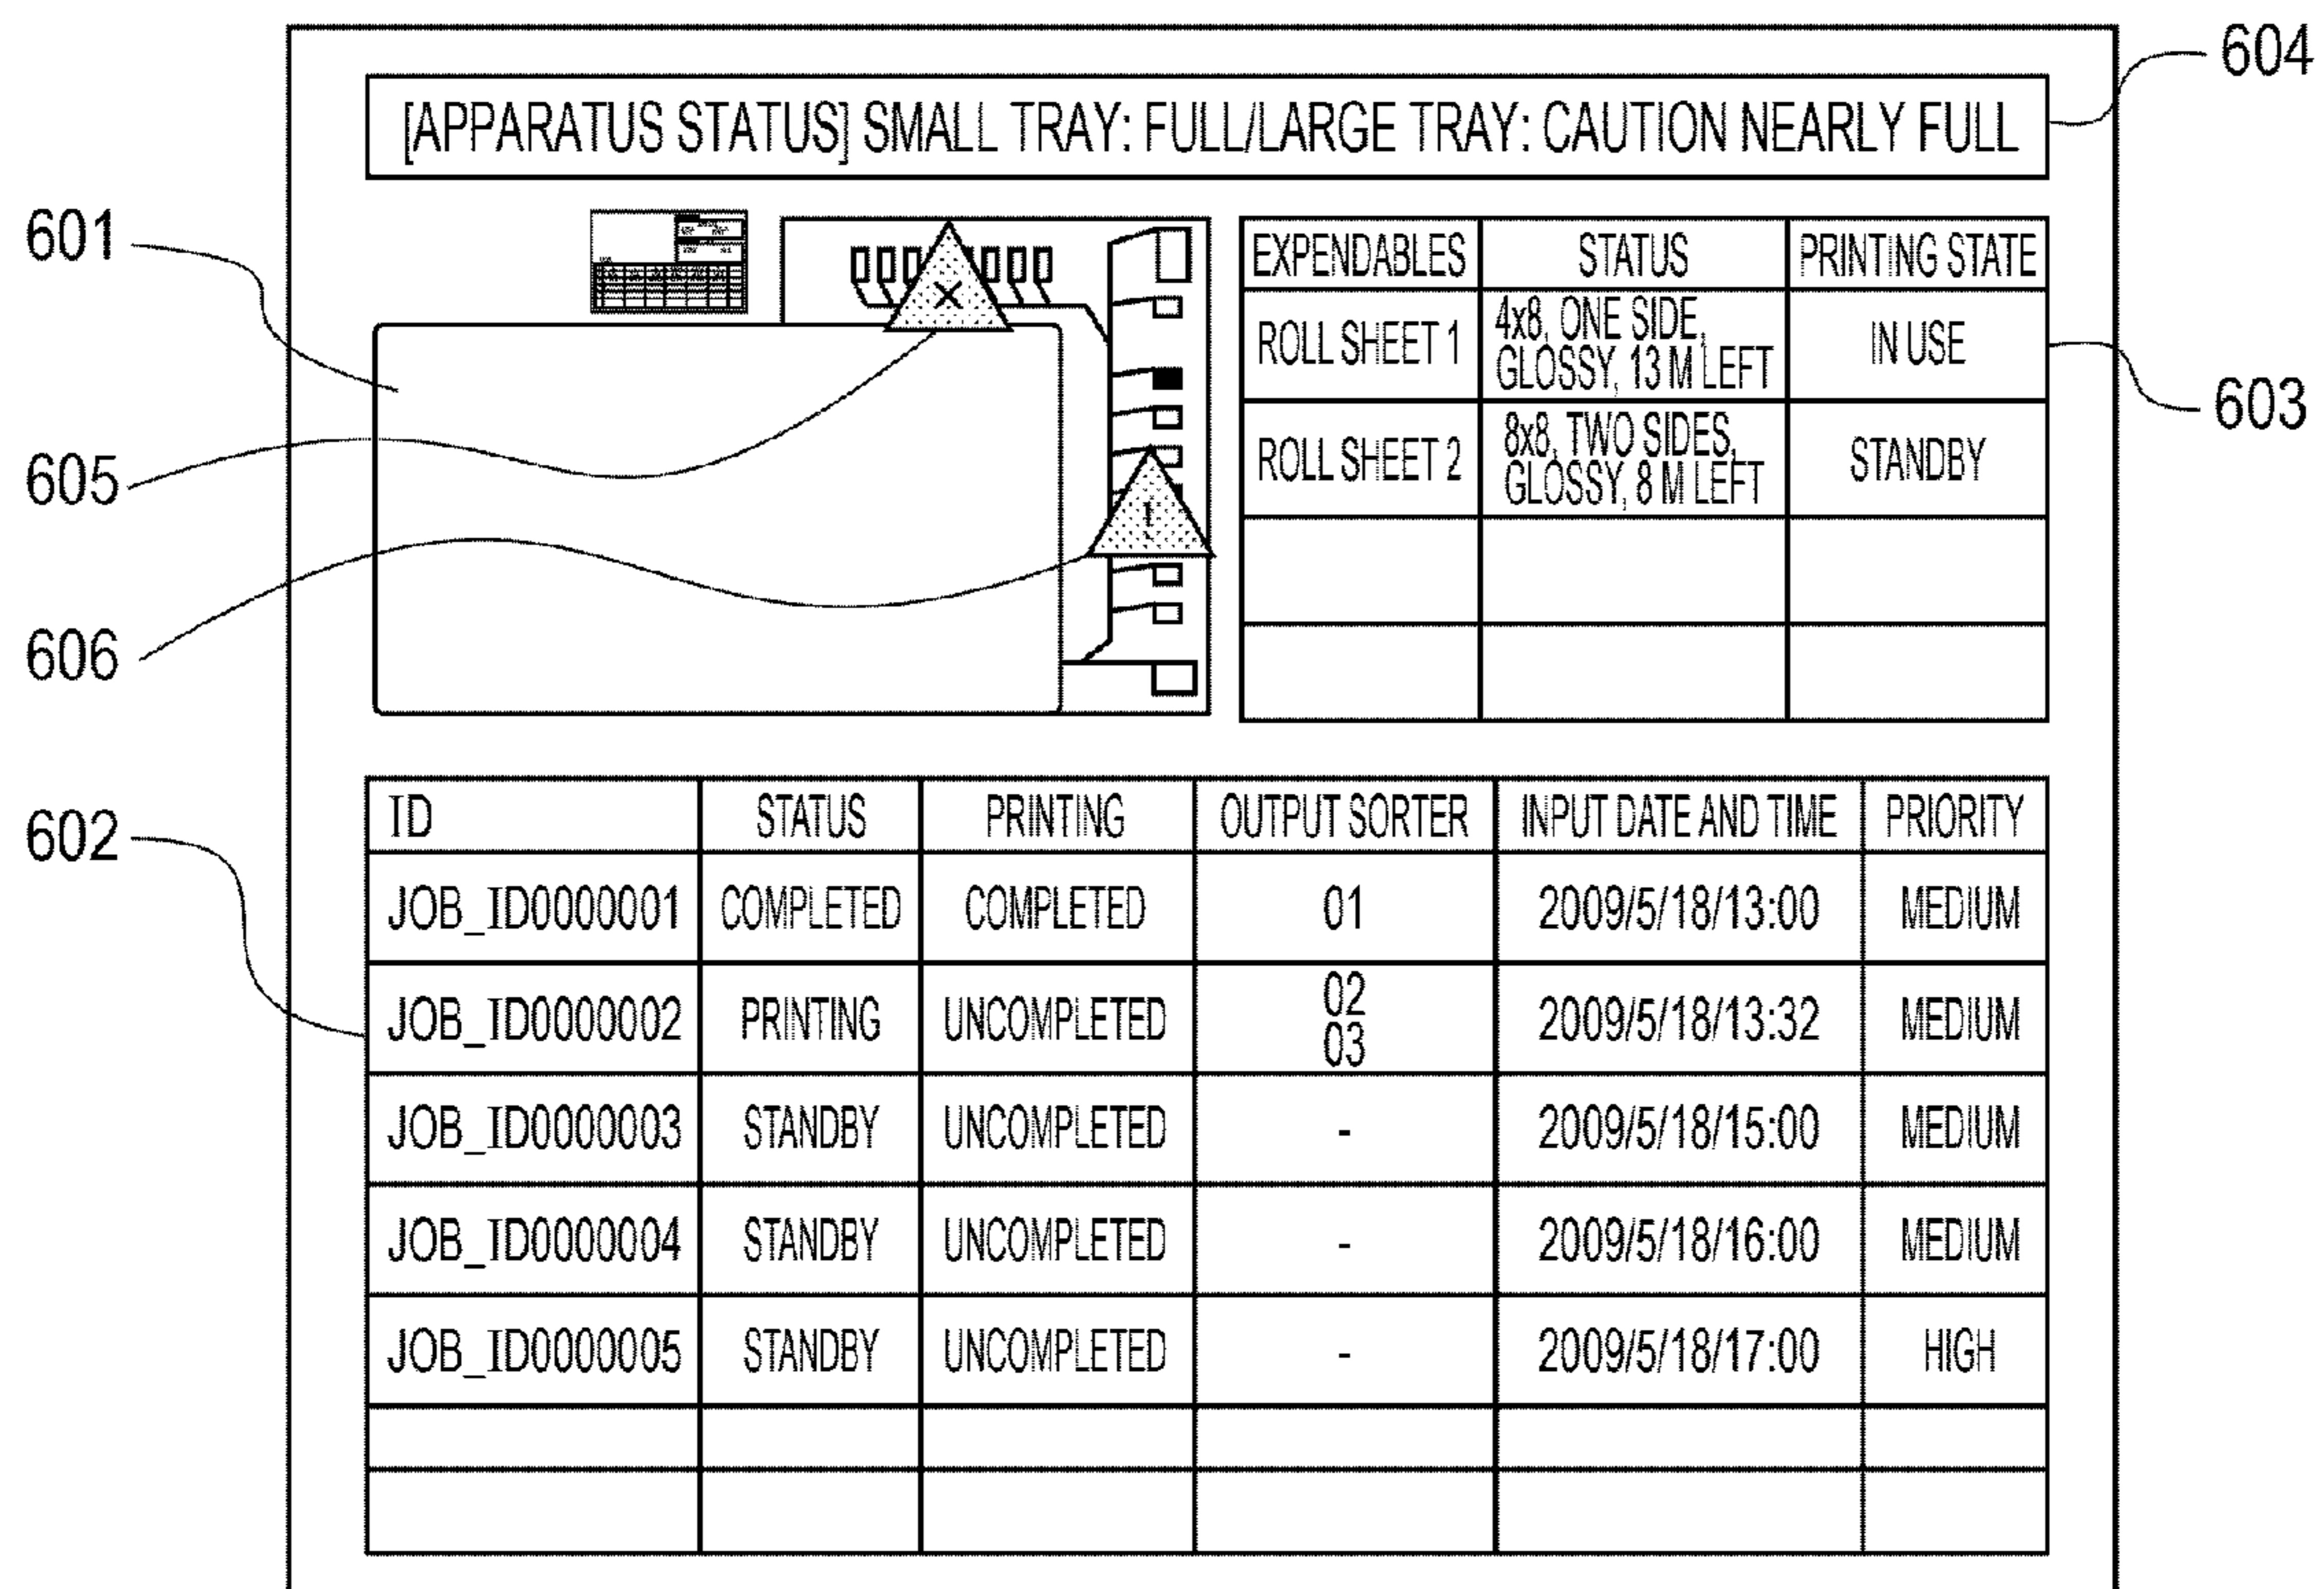 604
[APPARATUS STATUS] SMALL TRAY: FULL/LARGE TRAY: CAUTION NEARLY FULL
601
605
606
X
!
EXPENDABLES STATUS PRINTING STATE
ROLL SHEET 1 4x8, ONE SIDE, GLOSSY, 13 M LEFT IN USE
ROLL SHEET 2 8x8, TWO SIDES, GLOSSY, 8 M LEFT STANDBY
603
602
ID STATUS PRINTING OUTPUT SORTER INPUT DATE AND TIME PRIORITY
JOB_ID0000001 COMPLETED COMPLETED 01 2009/5/18/13:00 MEDIUM
JOB_ID0000002 PRINTING UNCOMPLETED 02 03 2009/5/18/13:32 MEDIUM
JOB_ID0000003 STANDBY UNCOMPLETED - 2009/5/18/15:00 MEDIUM
JOB_ID0000004 STANDBY UNCOMPLETED - 2009/5/18/16:00 MEDIUM
JOB_ID0000005 STANDBY UNCOMPLETED - 2009/5/18/17:00 HIGH